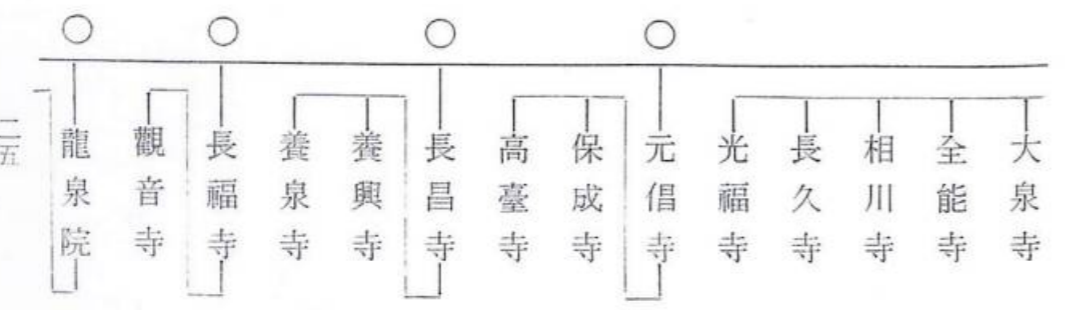 大泉寺
全能寺
相川寺
長久寺
光福寺
元倡寺
保成寺
高臺寺
長昌寺
養興寺
養泉寺
長福寺
觀音寺
龍泉院
二五